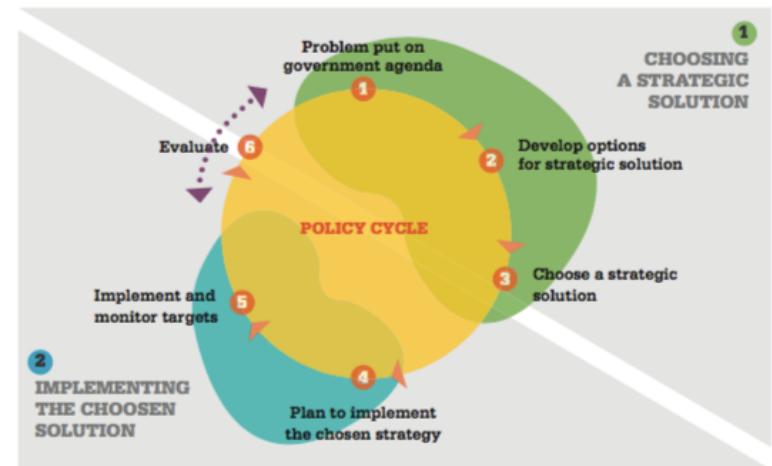 1
CHOOSING
A STRATEGIC
SOLUTION
Problem put on
government agenda
1
Develop options
for strategic solution
2
Choose a strategic
solution
3
Plan to implement
the chosen strategy
4
Implement and
monitor targets
5
Evaluate
6
POLICY CYCLE
2
IMPLEMENTING
THE CHOOSEN
SOLUTION